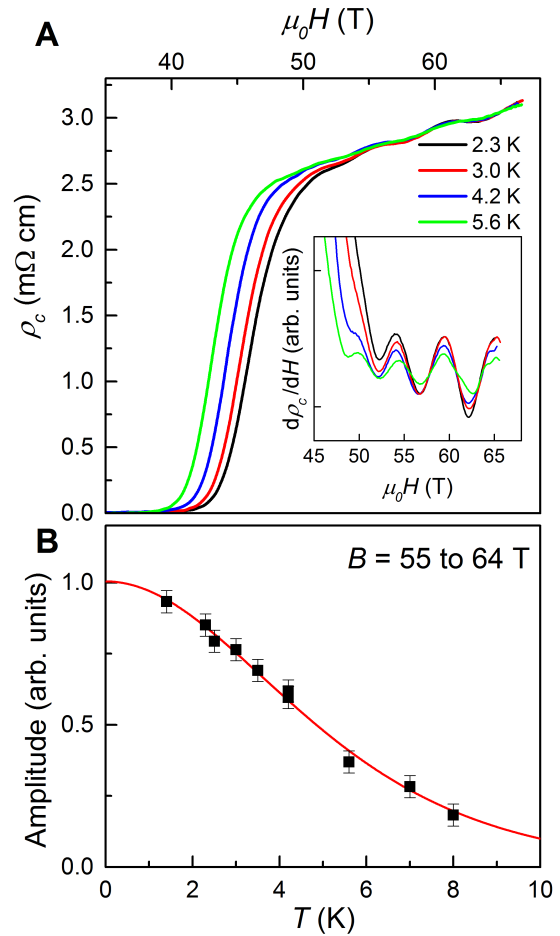 A
μ₀H (T)
40 50 60
3.0
2.5
2.0
1.5
1.0
0.5
0.0
ρc (mΩ cm)
2.3 K
3.0 K
4.2 K
5.6 K
dρc/dH (arb. units)
45 50 55 60 65
μ₀H (T)
B
B = 55 to 64 T
1.0
0.5
0.0
Amplitude (arb. units)
0 2 4 6 8 10
T (K)